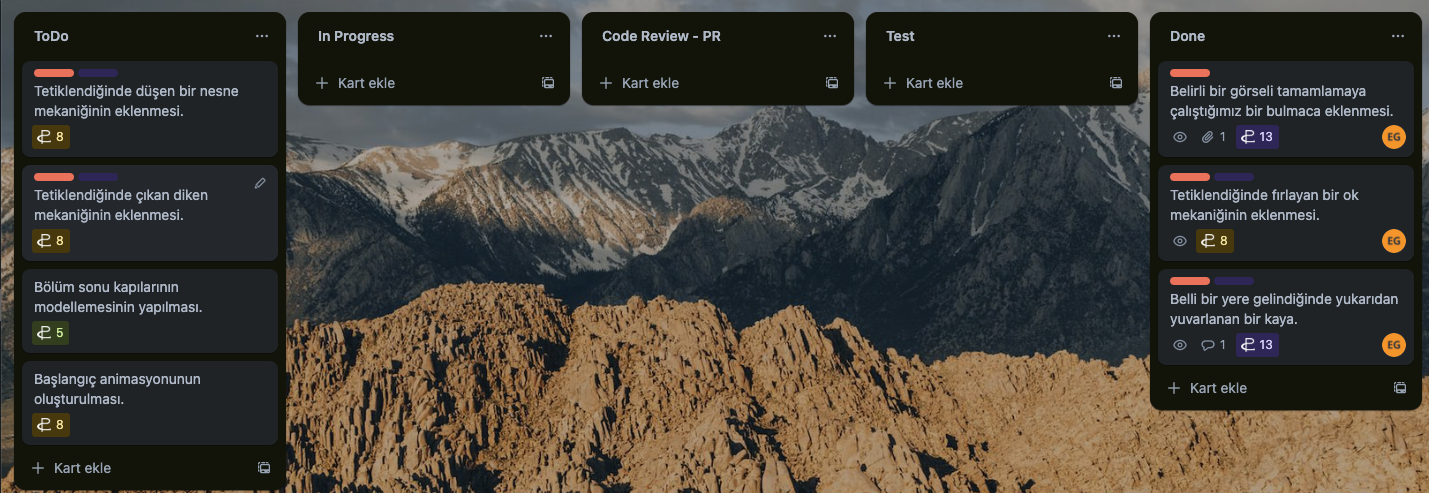 ToDo
Tetiklendiğinde düşen bir nesne
mekaniğinin eklenmesi.
8
Tetiklendiğinde çıkan diken
mekaniğinin eklenmesi.
8
Bölüm sonu kapılarının
modellemesinin yapılması.
5
Başlangıç animasyonunun
oluşturulması.
8
+ Kart ekle
In Progress
+ Kart ekle
Code Review - PR
+ Kart ekle
Test
+ Kart ekle
Done
Belirli bir görseli tamamlamaya
çalıştığımız bir bulmaca eklenmesi.
1 13 EG
Tetiklendiğinde fırlayan bir ok
mekaniğinin eklenmesi.
8 EG
Belli bir yere gelindiğinde yukarıdan
yuvarlanan bir kaya.
1 13 EG
+ Kart ekle